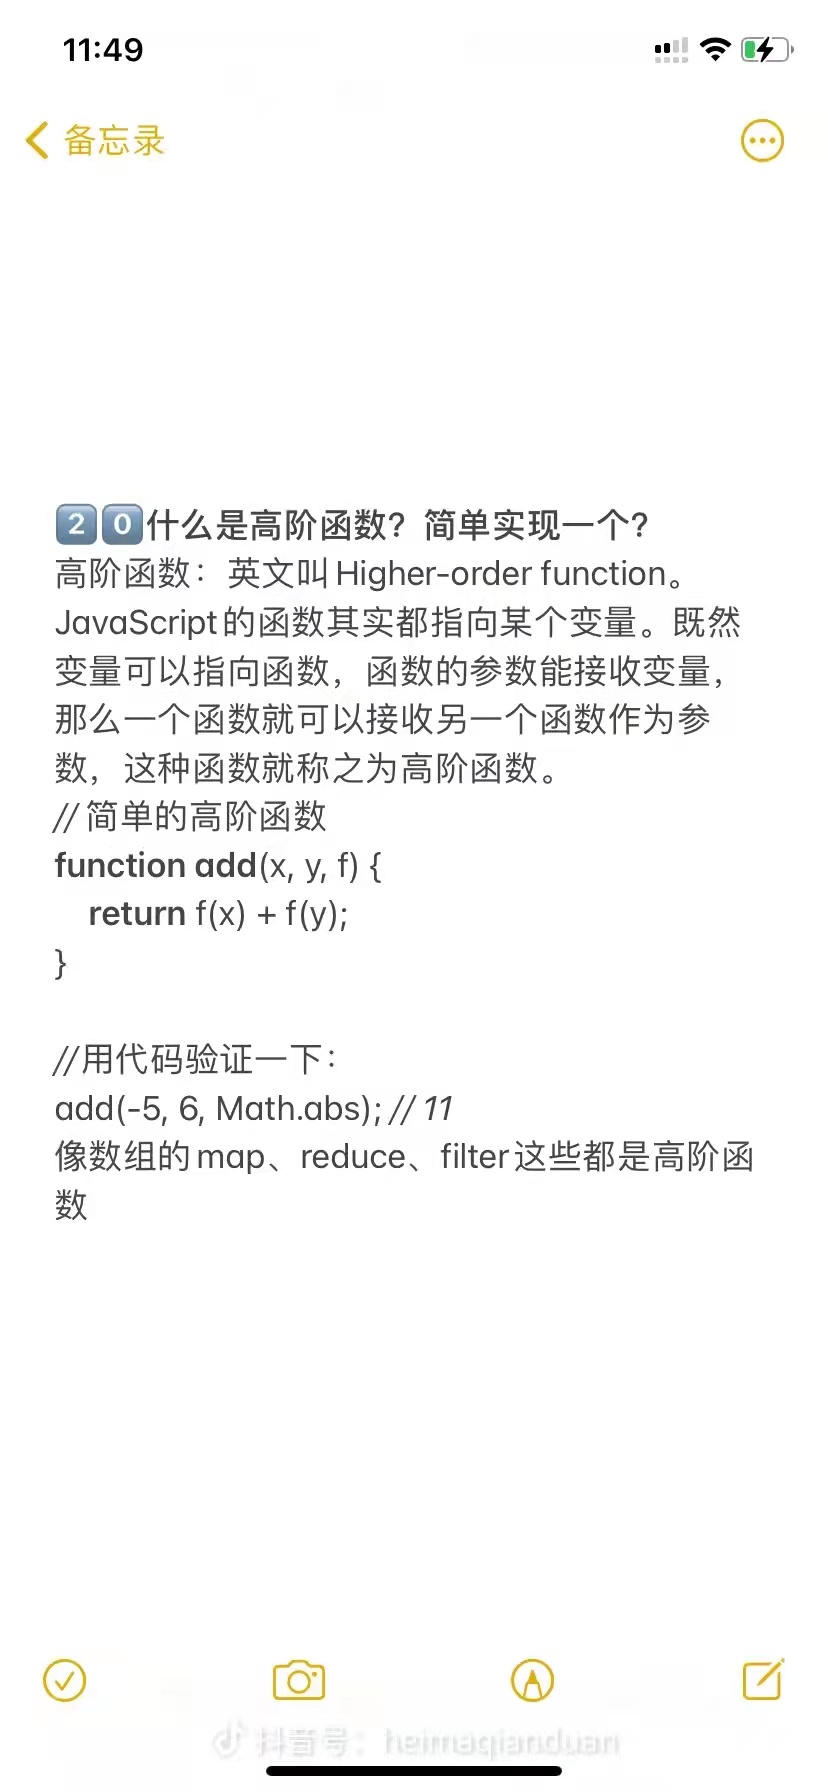 11:49
备忘录
20什么是高阶函数？简单实现一个？
高阶函数：英文叫Higher-order function。
JavaScript的函数其实都指向某个变量。既然
变量可以指向函数，函数的参数能接收变量，
那么一个函数就可以接收另一个函数作为参
数，这种函数就称之为高阶函数。
// 简单的高阶函数
function add(x, y, f) {
    return f(x) + f(y);
}
//用代码验证一下：
add(-5, 6, Math.abs); // 11
像数组的map、reduce、filter这些都是高阶函
数
抖音号：heimaqianduan